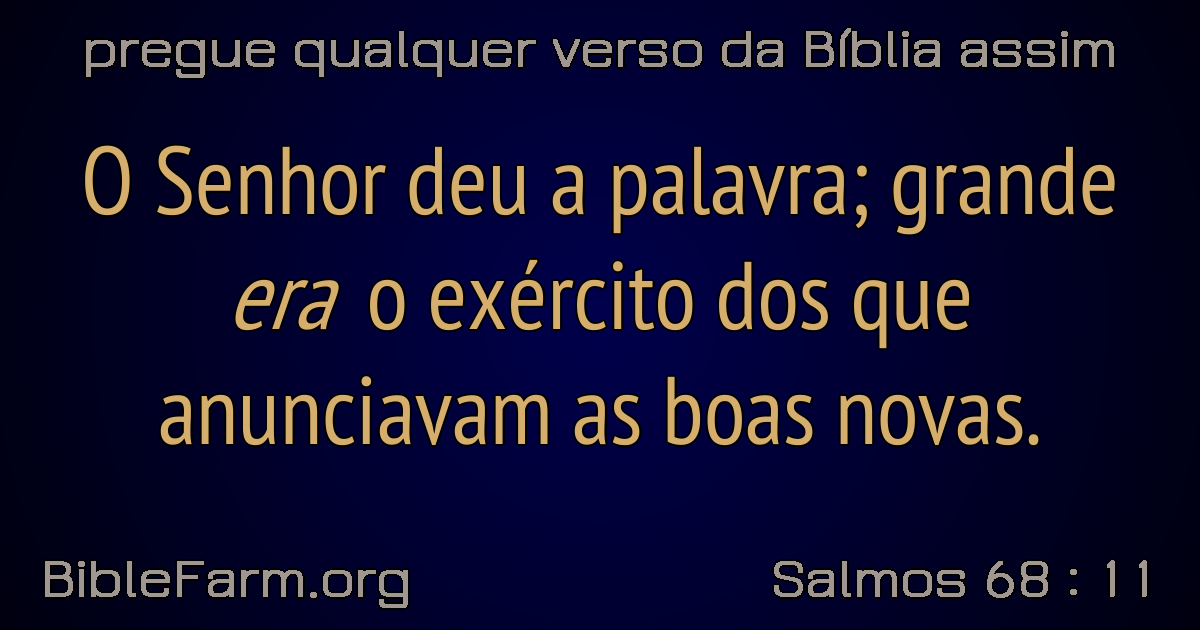 pregue qualquer verso da Bíblia assim
O Senhor deu a palavra; grande
era o exército dos que
anunciavam as boas novas.
BibleFarm.org
Salmos 68 : 11